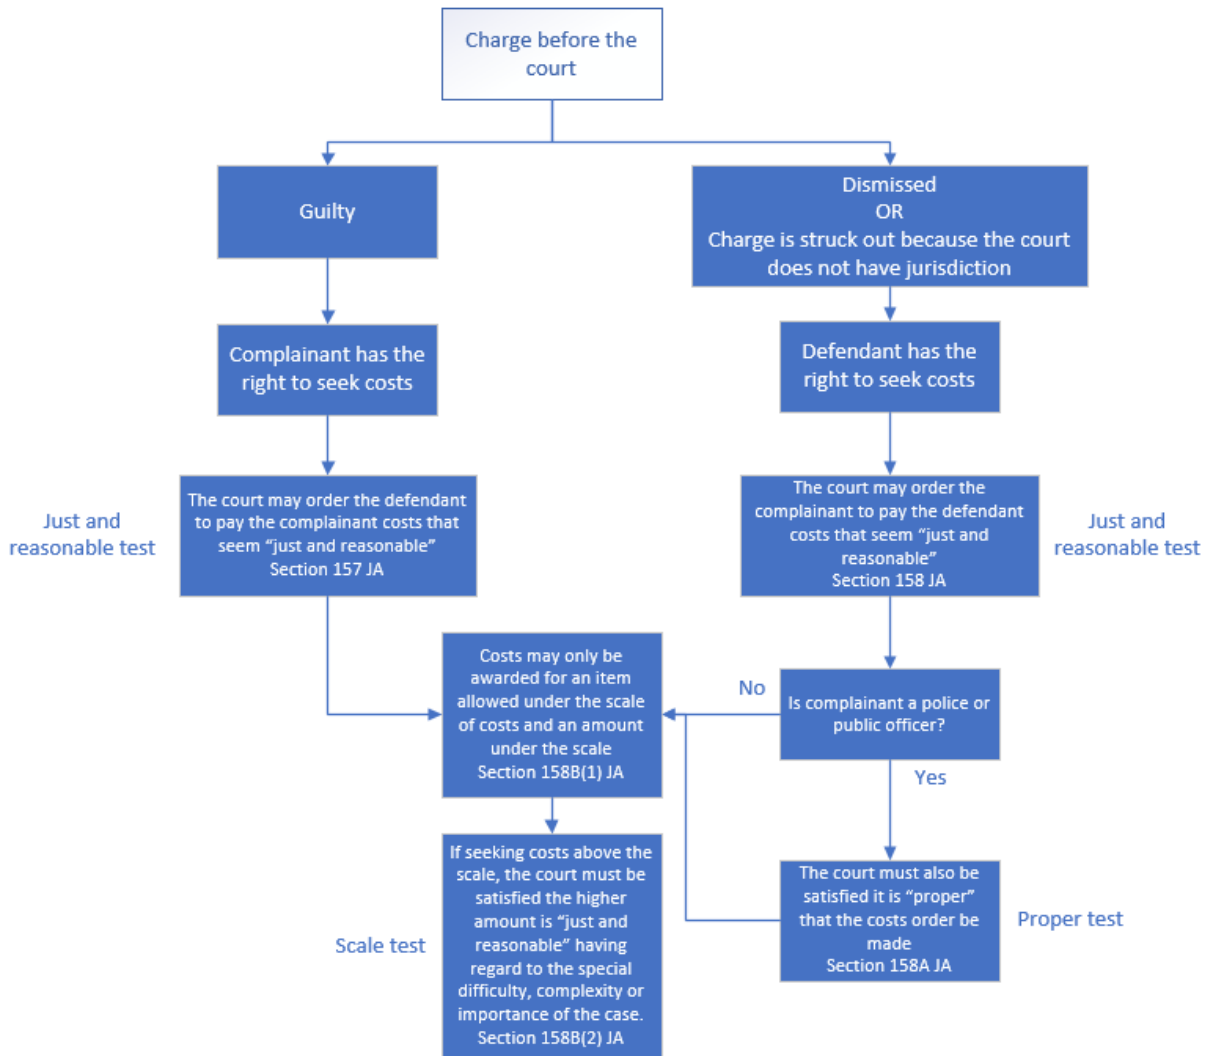 Charge before the
court
Guilty
Dismissed
OR
Charge is struck out because the court
does not have jurisdiction
Complainant has the
right to seek costs
Defendant has the
right to seek costs
Just and
reasonable test
The court may order the defendant
to pay the complainant costs that
seem “just and reasonable”
Section 157 JA
The court may order the
complainant to pay the defendant
costs that seem “just and
reasonable”
Section 158 JA
Just and
reasonable test
Costs may only be
awarded for an item
allowed under the scale
of costs and an amount
under the scale
Section 158B(1) JA
No
Is complainant a police or
public officer?
Yes
Scale test
If seeking costs above the
scale, the court must be
satisfied the higher
amount is “just and
reasonable” having
regard to the special
difficulty, complexity or
importance of the case.
Section 158B(2) JA
The court must also be
satisfied it is “proper”
that the costs order be
made
Section 158A JA
Proper test